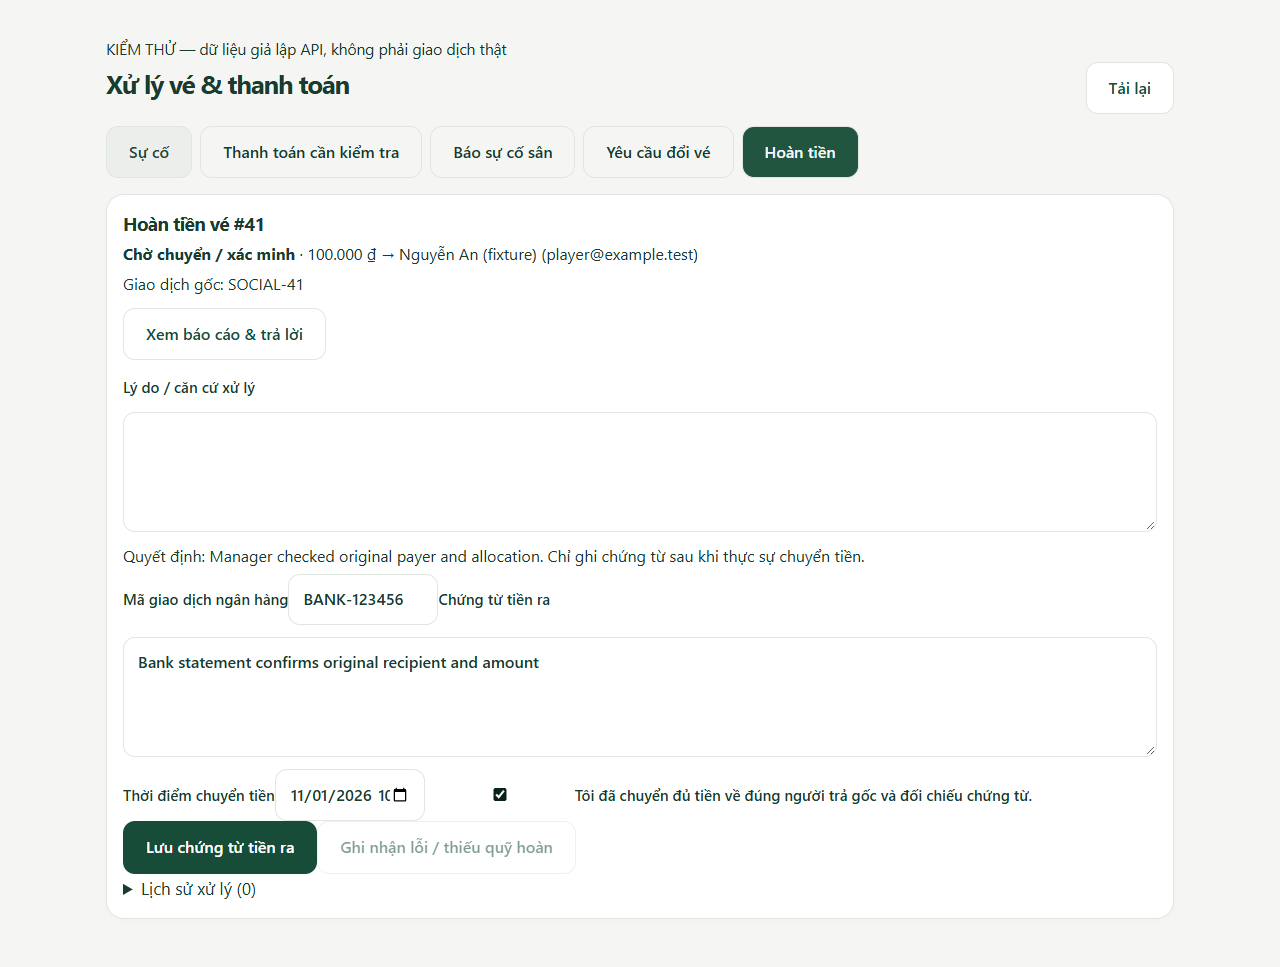 KIỂM THỬ — dữ liệu giả lập API, không phải giao dịch thật
Xử lý vé & thanh toán
Tải lại
Sự cố
Thanh toán cần kiểm tra
Báo sự cố sân
Yêu cầu đổi vé
Hoàn tiền
Hoàn tiền vé #41
Chờ chuyển / xác minh · 100.000 ₫ → Nguyễn An (fixture) (player@example.test)
Giao dịch gốc: SOCIAL-41
Xem báo cáo & trả lời
Lý do / căn cứ xử lý
Quyết định: Manager checked original payer and allocation. Chỉ ghi chứng từ sau khi thực sự chuyển tiền.
Mã giao dịch ngân hàng BANK-123456 Chứng từ tiền ra
Bank statement confirms original recipient and amount
Thời điểm chuyển tiền 11/01/2026 Tôi đã chuyển đủ tiền về đúng người trả gốc và đối chiếu chứng từ.
Lưu chứng từ tiền ra
Ghi nhận lỗi / thiếu quỹ hoàn
Lịch sử xử lý (0)